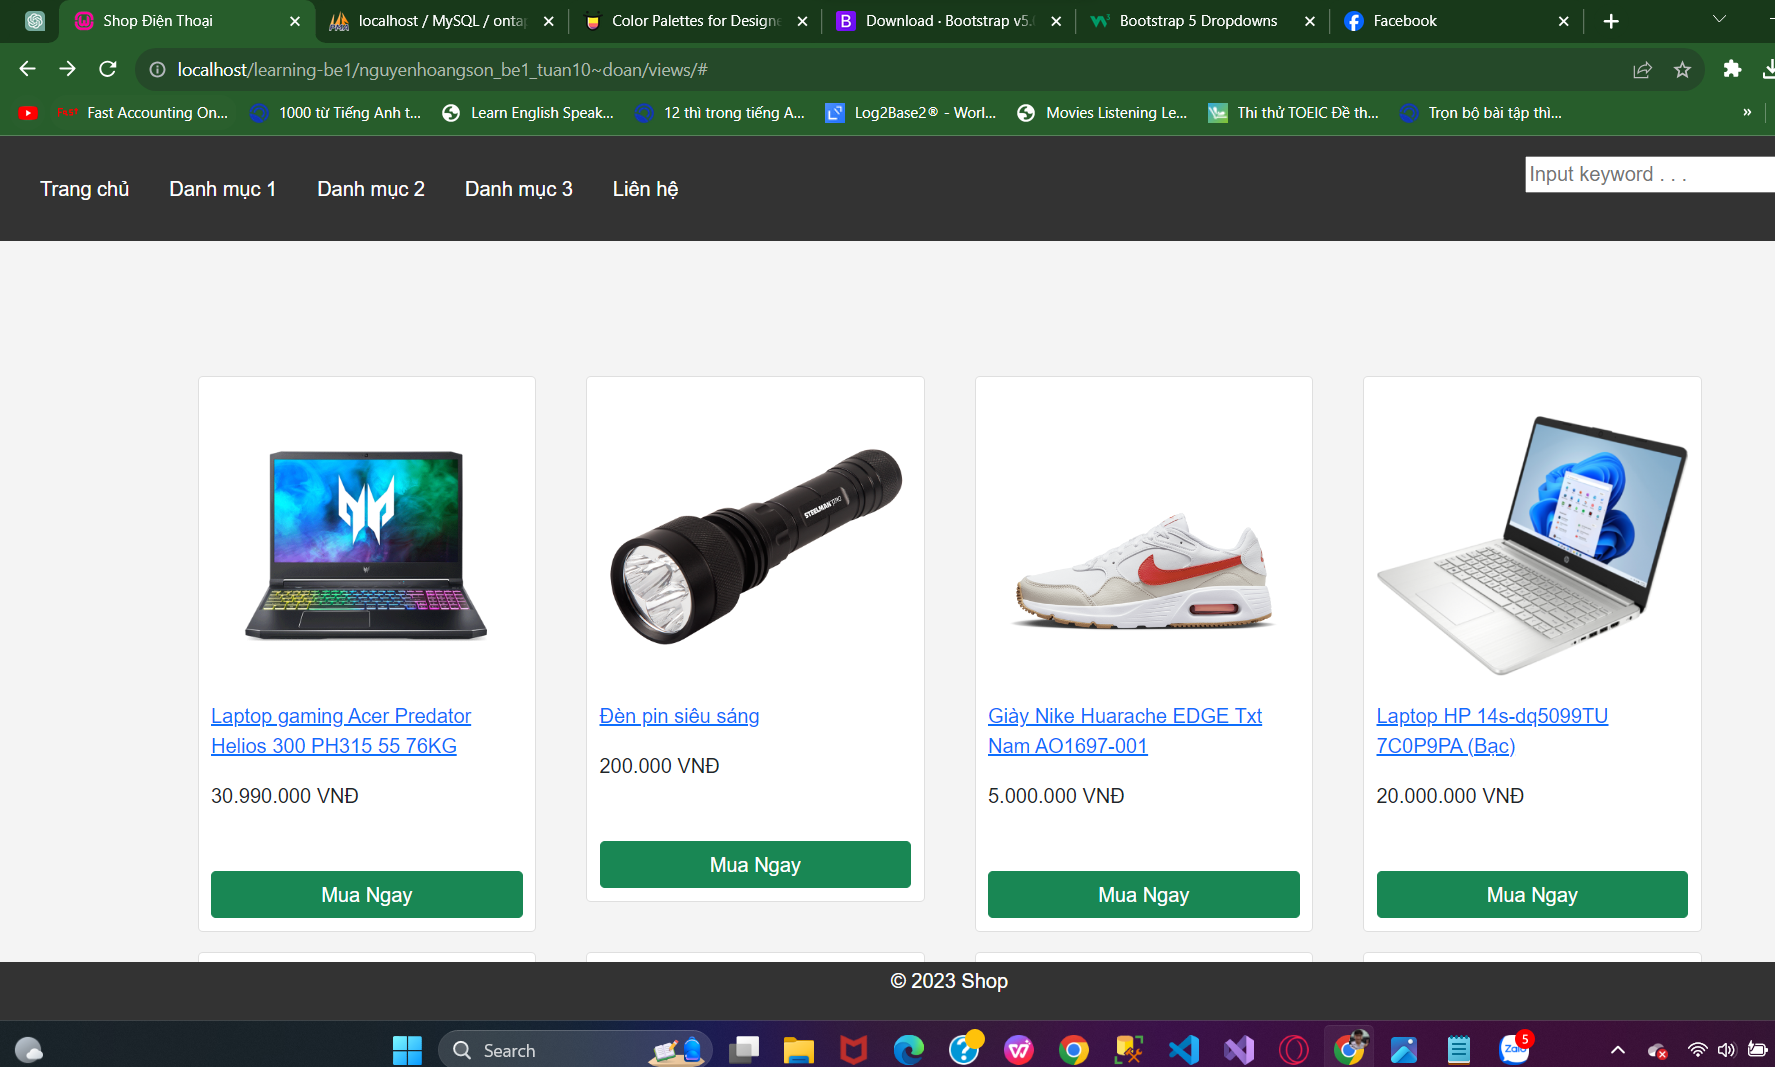 Shop Điện Thoại
localhost / MySQL / ontap
Color Palettes for Designe
Download · Bootstrap v5.
Bootstrap 5 Dropdowns
Facebook
localhost/learning-be1/nguyenhoangson_be1_tuan10~doan/views/#
Fast Accounting On...
1000 từ Tiếng Anh t...
Learn English Speak...
12 thì trong tiếng A...
Log2Base2® - Worl...
Movies Listening Le...
Thi thử TOEIC Đề th...
Trọn bộ bài tập thì...
»
Trang chủ
Danh mục 1
Danh mục 2
Danh mục 3
Liên hệ
Input keyword . . .
STEELMAN PRO
Laptop gaming Acer Predator
Helios 300 PH315 55 76KG
30.990.000 VNĐ
Mua Ngay
Đèn pin siêu sáng
200.000 VNĐ
Mua Ngay
Giày Nike Huarache EDGE Txt
Nam AO1697-001
5.000.000 VNĐ
Mua Ngay
Laptop HP 14s-dq5099TU
7C0P9PA (Bạc)
20.000.000 VNĐ
Mua Ngay
© 2023 Shop
Search
Zalo
5